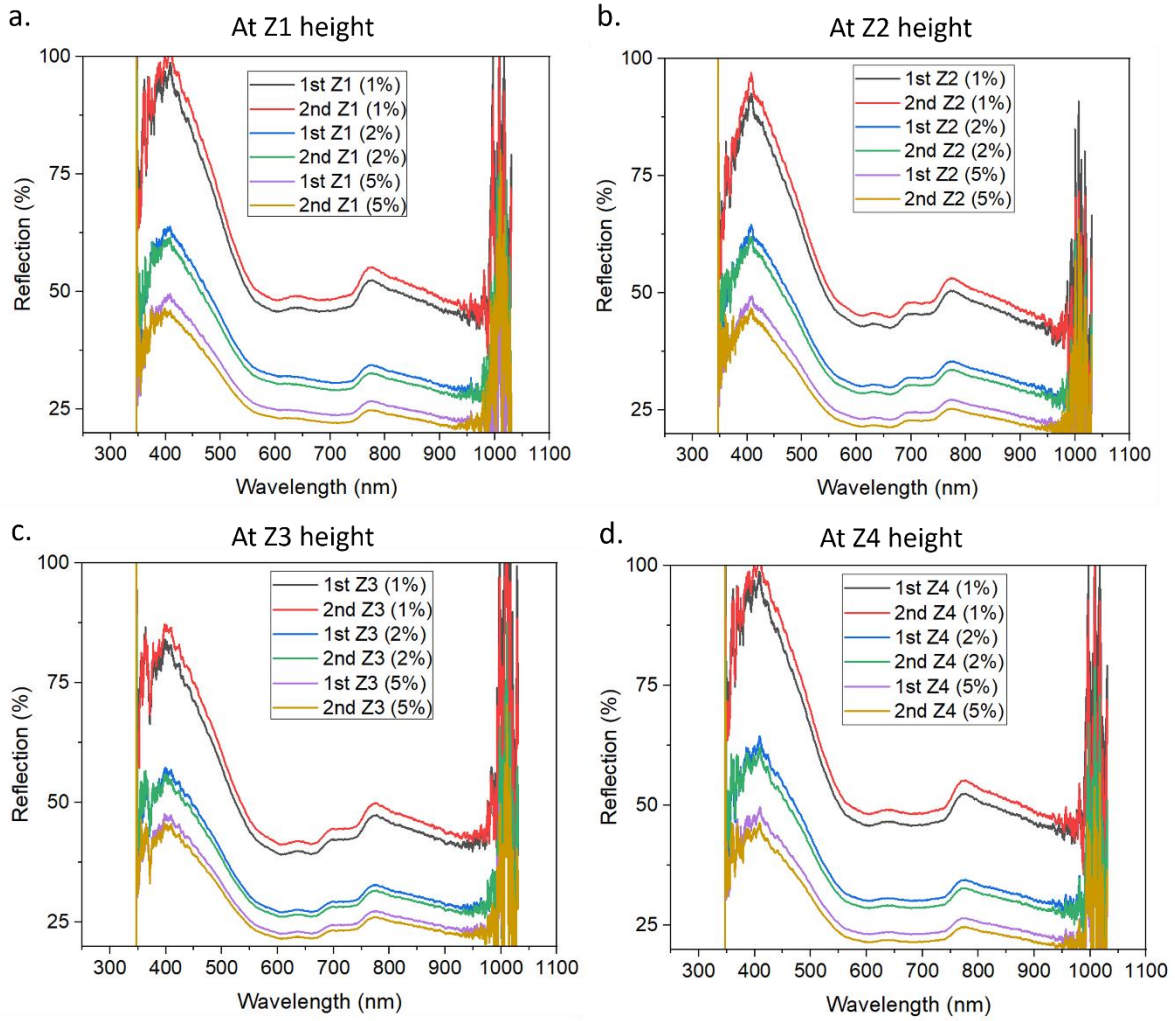 a.
At Z1 height
100
75
50
25
Reflection (%)
1st Z1 (1%)
2nd Z1 (1%)
1st Z1 (2%)
2nd Z1 (2%)
1st Z1 (5%)
2nd Z1 (5%)
300 400 500 600 700 800 900 1000 1100
Wavelength (nm)
b.
At Z2 height
100
75
50
25
Reflection (%)
1st Z2 (1%)
2nd Z2 (1%)
1st Z2 (2%)
2nd Z2 (2%)
1st Z2 (5%)
2nd Z2 (5%)
300 400 500 600 700 800 900 1000 1100
Wavelength (nm)
c.
At Z3 height
100
75
50
25
Reflection (%)
1st Z3 (1%)
2nd Z3 (1%)
1st Z3 (2%)
2nd Z3 (2%)
1st Z3 (5%)
2nd Z3 (5%)
300 400 500 600 700 800 900 1000 1100
Wavelength (nm)
d.
At Z4 height
100
75
50
25
Reflection (%)
1st Z4 (1%)
2nd Z4 (1%)
1st Z4 (2%)
2nd Z4 (2%)
1st Z4 (5%)
2nd Z4 (5%)
300 400 500 600 700 800 900 1000 1100
Wavelength (nm)